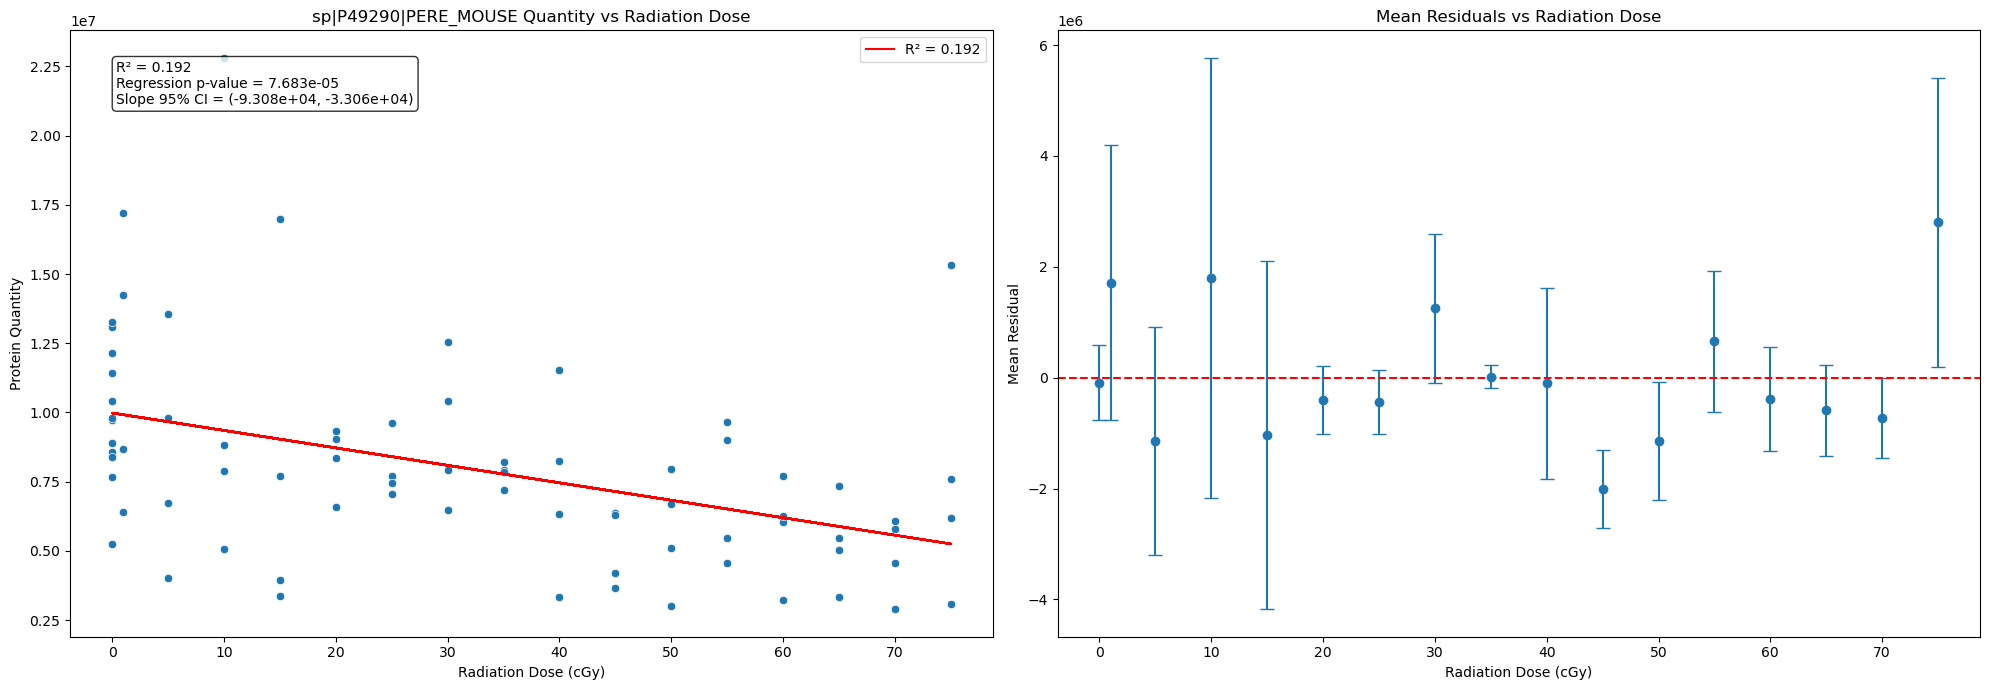 sp|P49290|PERE_MOUSE Quantity vs Radiation Dose
1e7
R² = 0.192
R² = 0.192
Regression p-value = 7.683e-05
Slope 95% CI = (-9.308e+04, -3.306e+04)
Protein Quantity
2.25
2.00
1.75
1.50
1.25
1.00
0.75
0.50
0.25
0 10 20 30 40 50 60 70
Radiation Dose (cGy)
Mean Residuals vs Radiation Dose
1e6
Mean Residual
6
4
2
0
−2
−4
0 10 20 30 40 50 60 70
Radiation Dose (cGy)